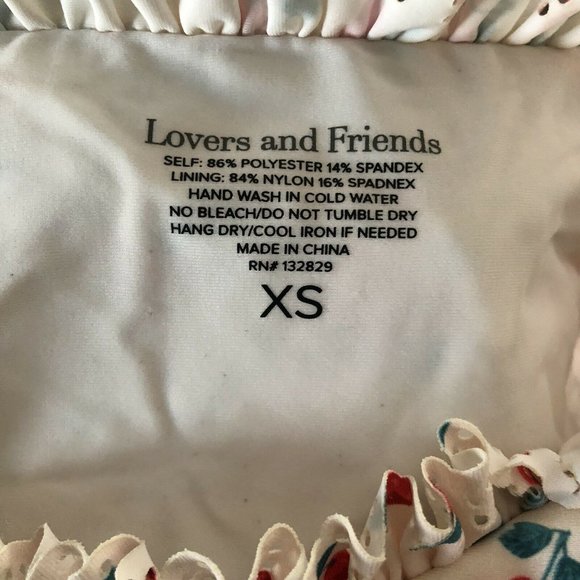 Lovers and Friends
SELF: 86% POLYESTER 14% SPANDEX
LINING: 84% NYLON 16% SPADNEX
HAND WASH IN COLD WATER
NO BLEACH/DO NOT TUMBLE DRY
HANG DRY/COOL IRON IF NEEDED
MADE IN CHINA
RN# 132829
XS